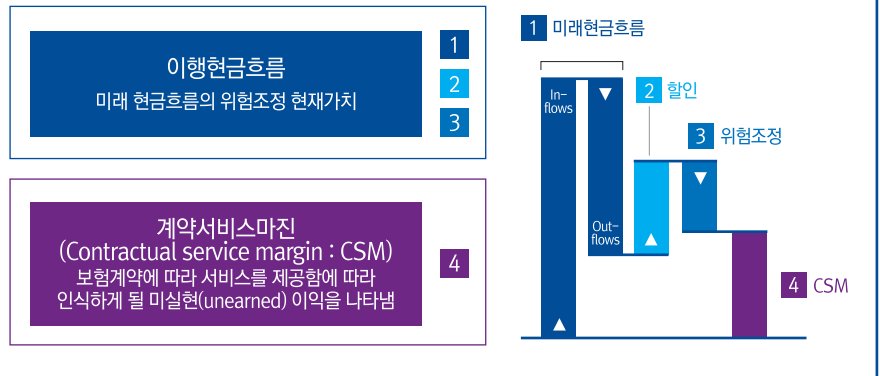 이행현금흐름
미래 현금흐름의 위험조정 현재가치
1
2
3
계약서비스마진
(Contractual service margin : CSM)
보험계약에 따라 서비스를 제공함에 따라
인식하게 될 미실현(unearned) 이익을 나타냄
4
1 미래현금흐름
In-
flows
Out-
flows
2 할인
3 위험조정
4 CSM